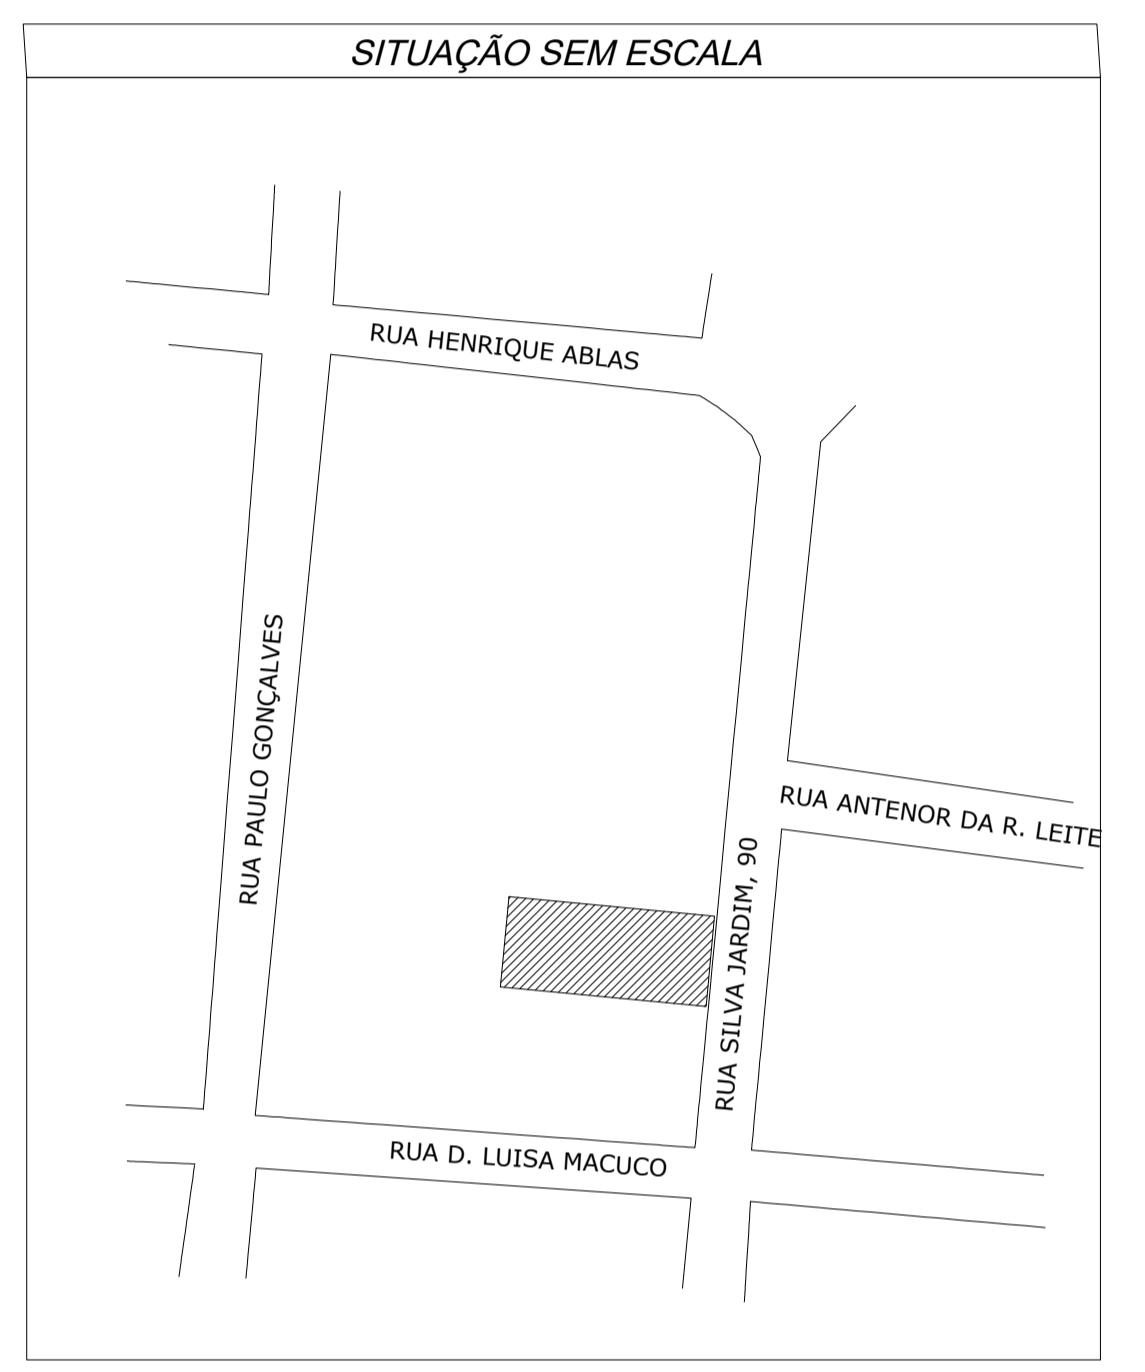 SITUAÇÃO SEM ESCALA
RUA HENRIQUE ABLAS
RUA PAULO GONÇALVES
RUA ANTENOR DA R. LEITE
RUA SILVA JARDIM, 90
RUA D. LUISA MACUCO